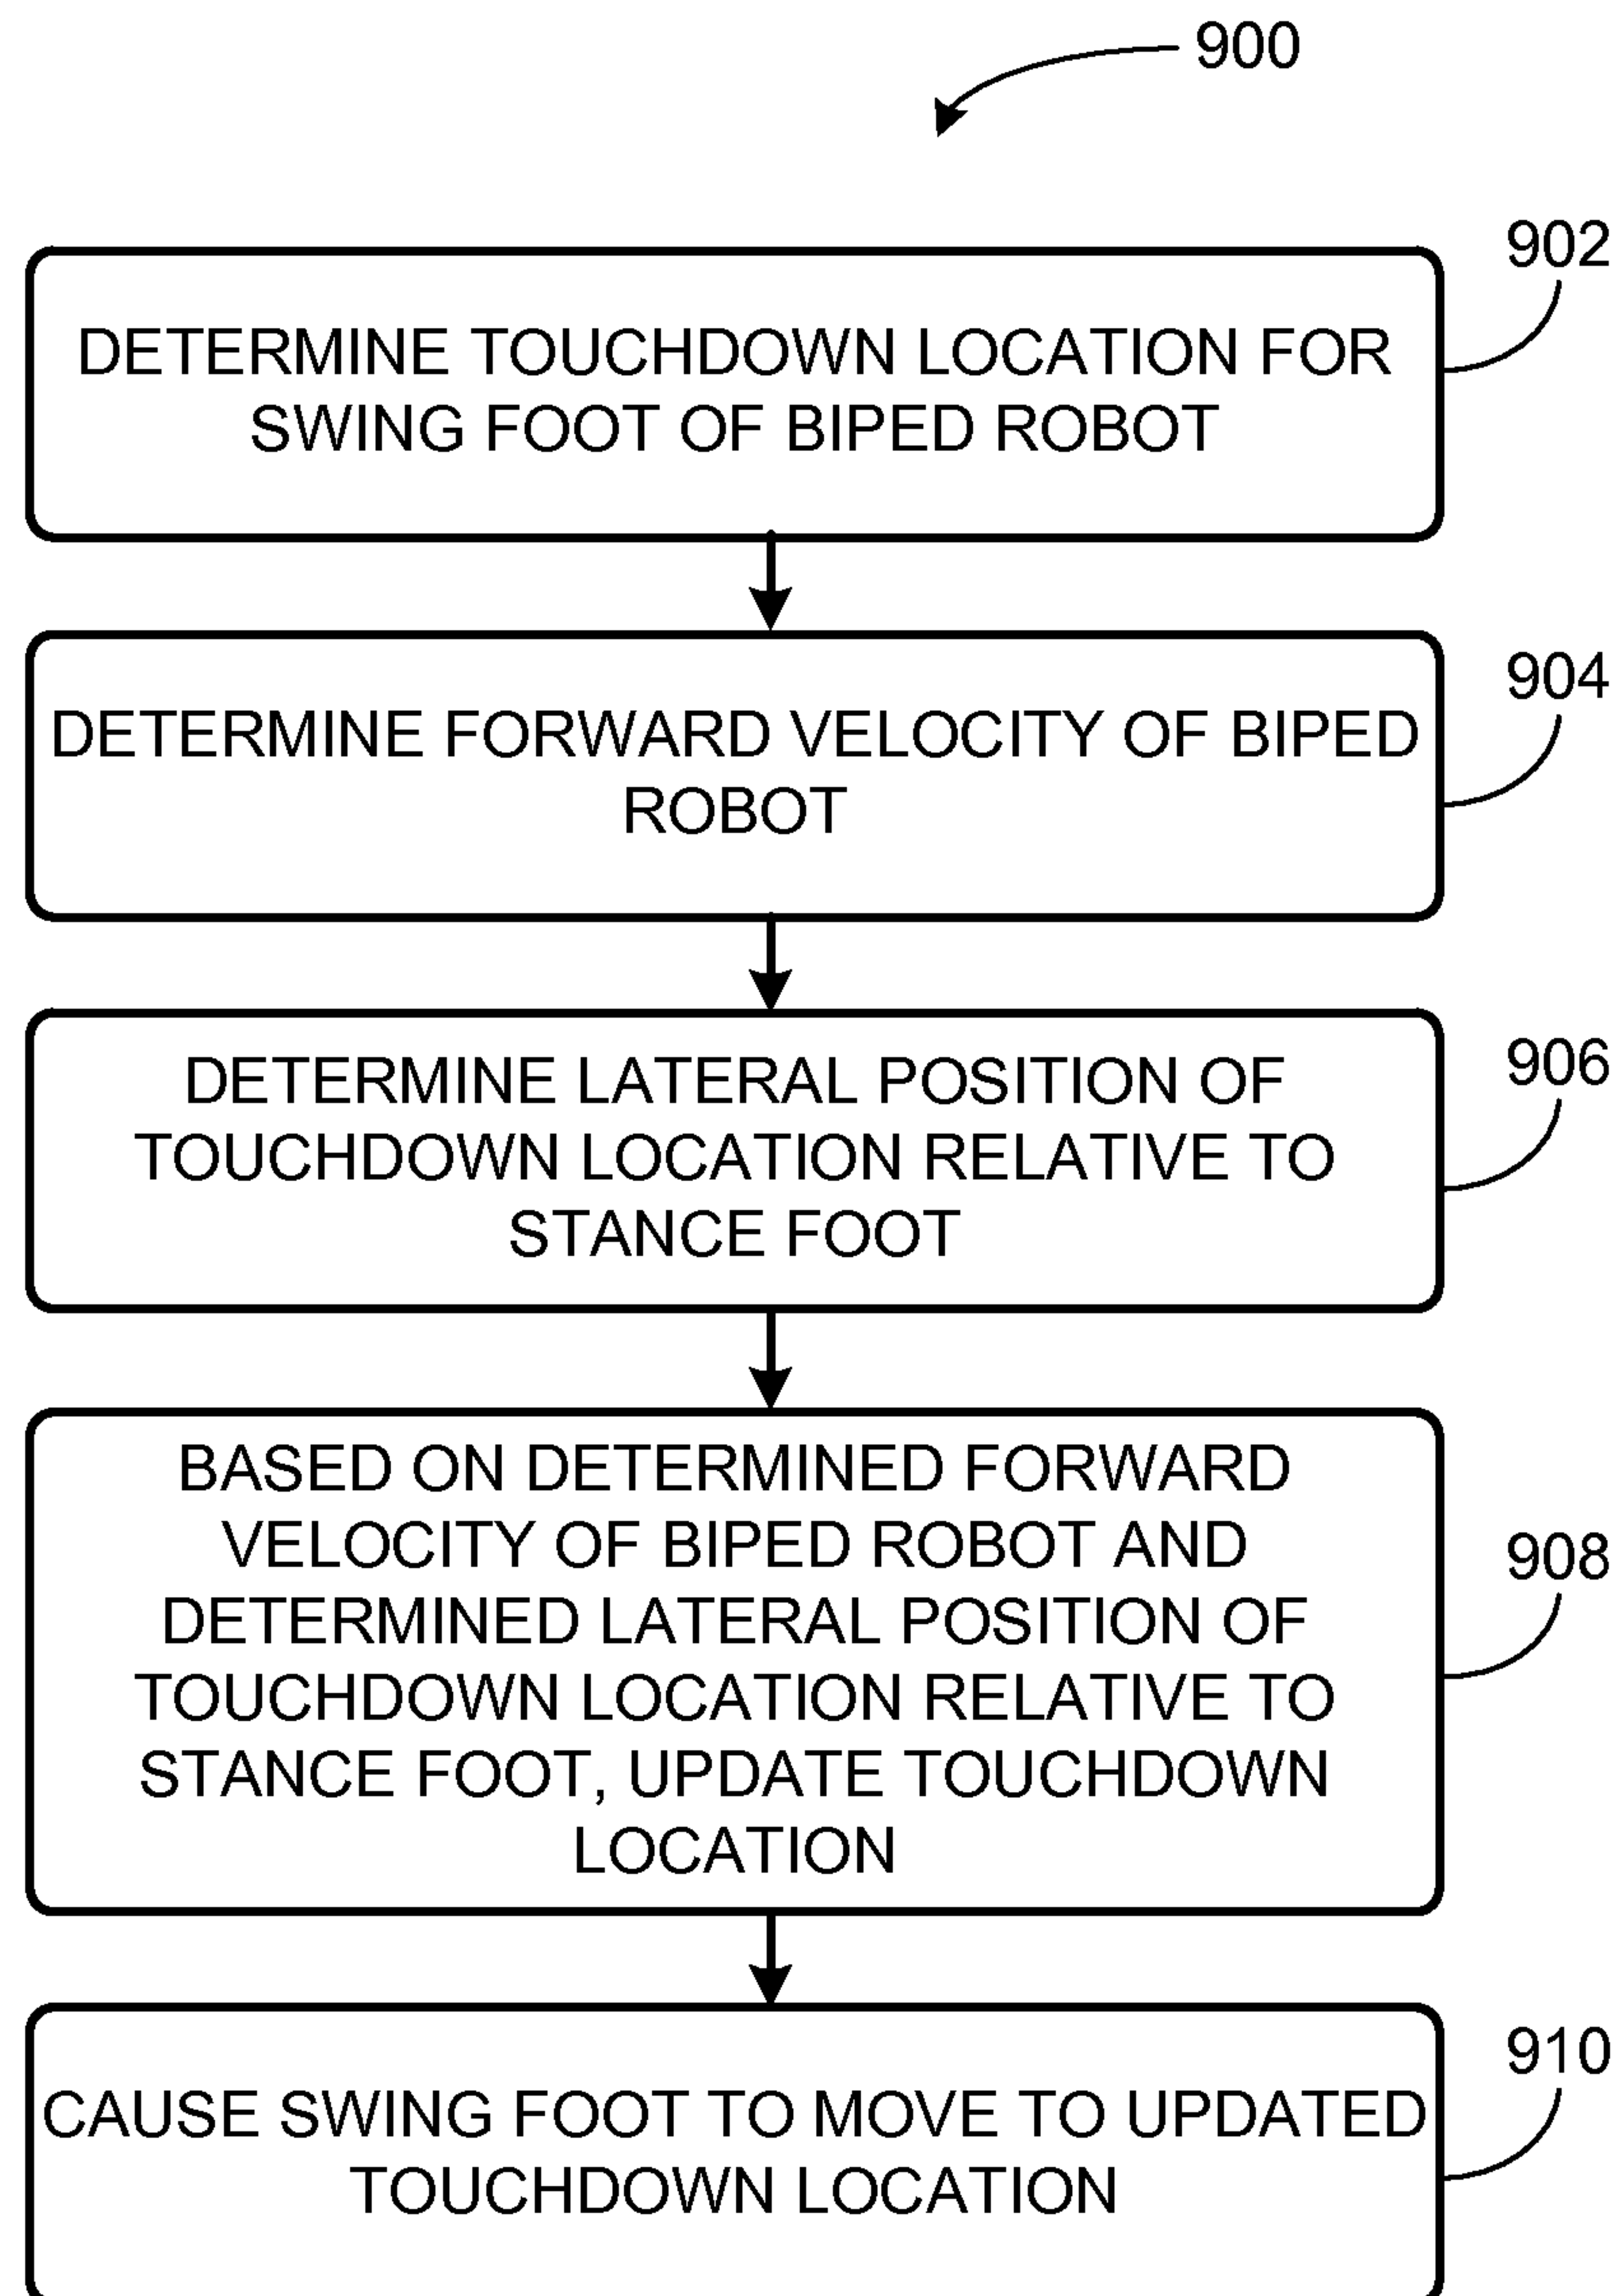 900
902
DETERMINE TOUCHDOWN LOCATION FOR
SWING FOOT OF BIPED ROBOT
904
DETERMINE FORWARD VELOCITY OF BIPED
ROBOT
906
DETERMINE LATERAL POSITION OF
TOUCHDOWN LOCATION RELATIVE TO
STANCE FOOT
908
BASED ON DETERMINED FORWARD
VELOCITY OF BIPED ROBOT AND
DETERMINED LATERAL POSITION OF
TOUCHDOWN LOCATION RELATIVE TO
STANCE FOOT, UPDATE TOUCHDOWN
LOCATION
910
CAUSE SWING FOOT TO MOVE TO UPDATED
TOUCHDOWN LOCATION